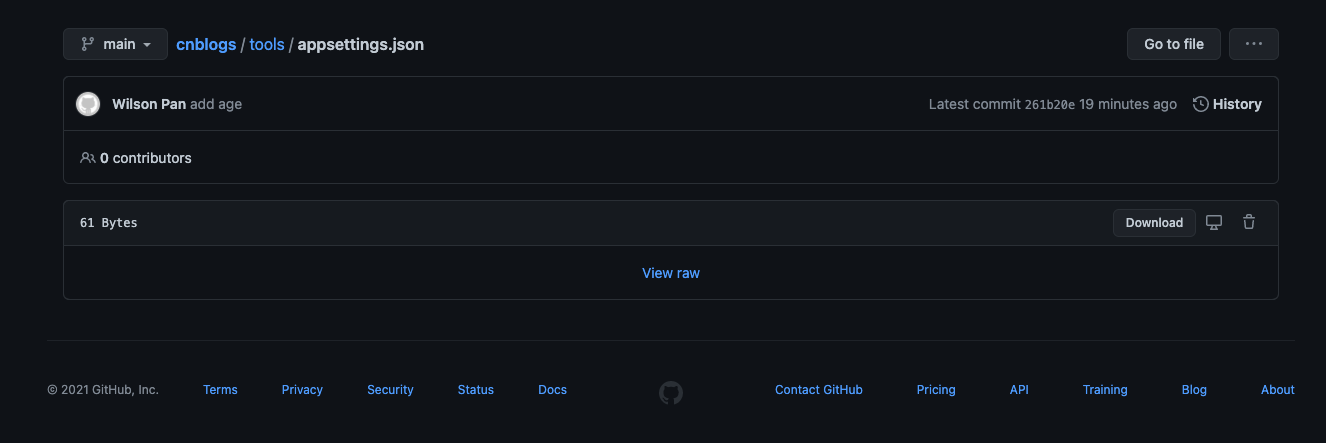 main cnblogs / tools / appsettings.json Go to file ...
Wilson Pan add age Latest commit 261b20e 19 minutes ago History
0 contributors
61 Bytes Download
View raw
© 2021 GitHub, Inc. Terms Privacy Security Status Docs Contact GitHub Pricing API Training Blog About